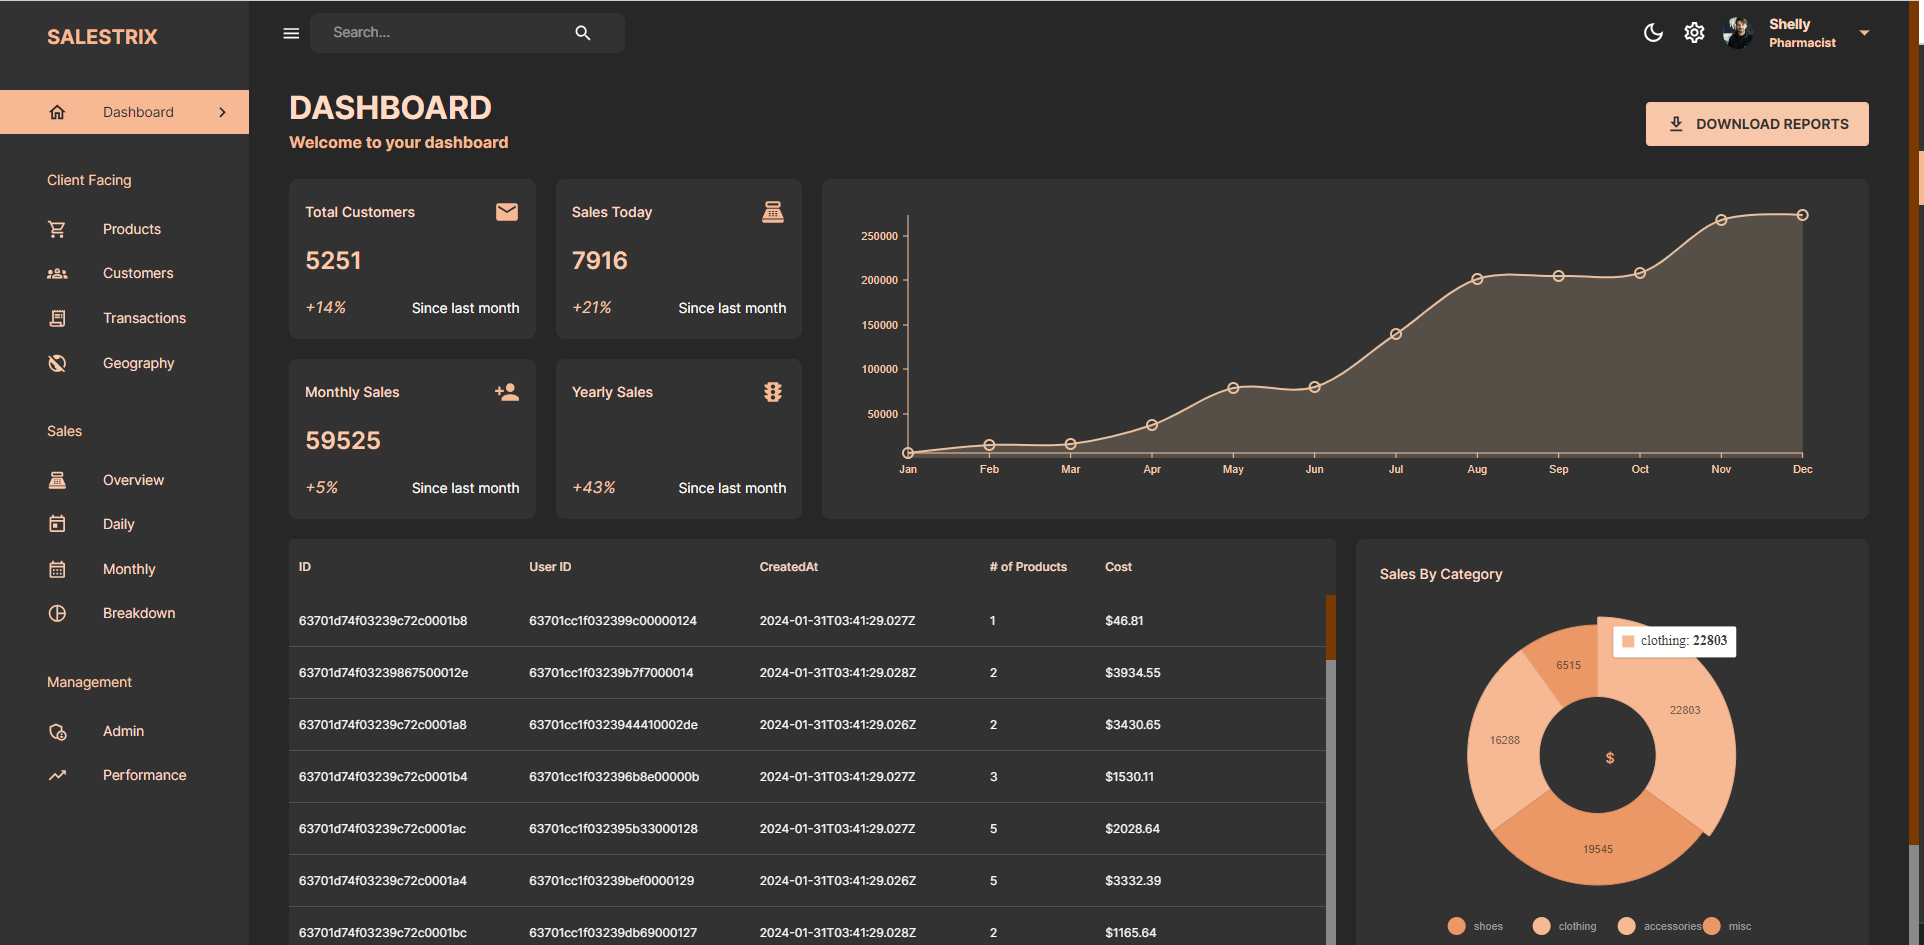 SALESTRIX
Search...
Shelly
Pharmacist
Dashboard
Client Facing
Products
Customers
Transactions
Geography
Sales
Overview
Daily
Monthly
Breakdown
Management
Admin
Performance
DASHBOARD
Welcome to your dashboard
DOWNLOAD REPORTS
Total Customers
5251
+14% Since last month
Sales Today
7916
+21% Since last month
Monthly Sales
59525
+5% Since last month
Yearly Sales
+43% Since last month
250000
200000
150000
100000
50000
Jan Feb Mar Apr May Jun Jul Aug Sep Oct Nov Dec
ID User ID CreatedAt # of Products Cost
63701d74f03239c72c0001b8 63701cc1f032399c00000124 2024-01-31T03:41:29.027Z 1 $46.81
63701d74f03239867500012e 63701cc1f03239b7f7000014 2024-01-31T03:41:29.028Z 2 $3934.55
63701d74f03239c72c0001a8 63701cc1f0323944410002de 2024-01-31T03:41:29.026Z 2 $3430.65
63701d74f03239c72c0001b4 63701cc1f032396b8e00000b 2024-01-31T03:41:29.027Z 3 $1530.11
63701d74f03239c72c0001ac 63701cc1f032395b33000128 2024-01-31T03:41:29.027Z 5 $2028.64
63701d74f03239c72c0001a4 63701cc1f03239bef0000129 2024-01-31T03:41:29.026Z 5 $3332.39
63701d74f03239c72c0001bc 63701cc1f03239db69000127 2024-01-31T03:41:29.028Z 2 $1165.64
Sales By Category
clothing: 22803
6515
22803
16288
$
19545
shoes clothing accessories misc